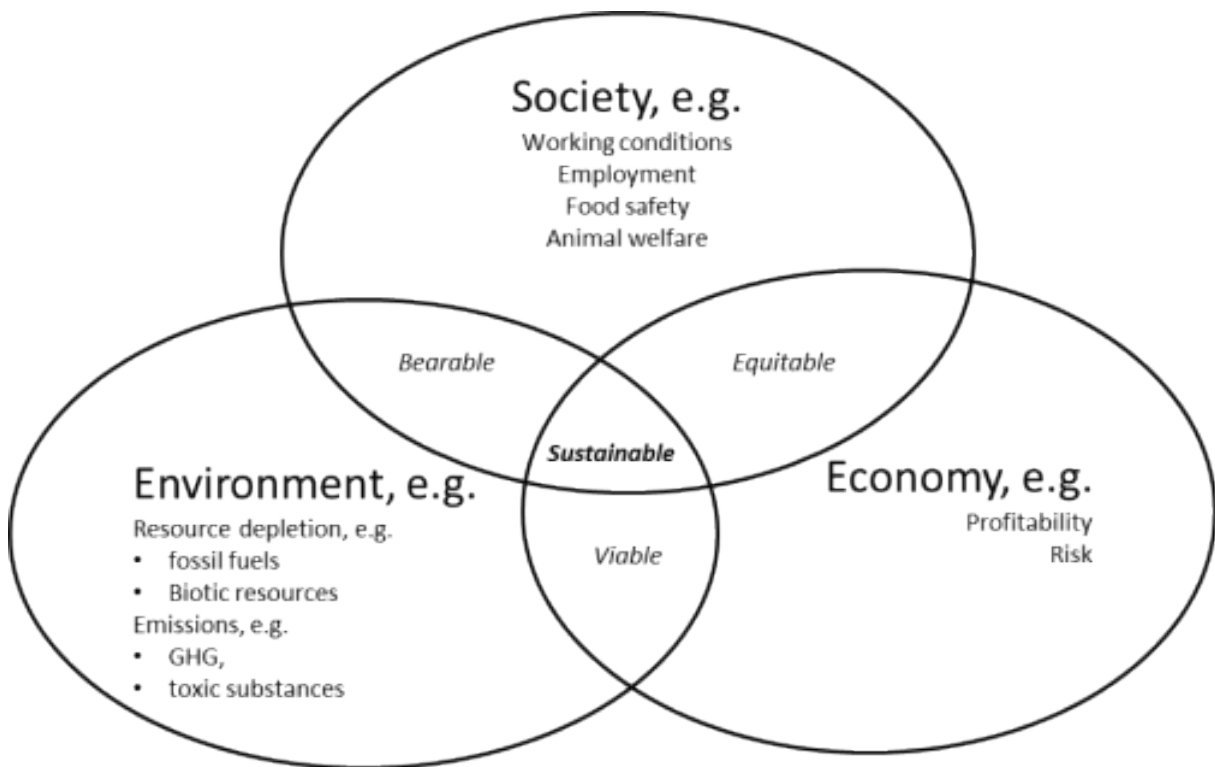 Society, e.g.
Working conditions
Employment
Food safety
Animal welfare
Bearable
Equitable
Sustainable
Environment, e.g.
Resource depletion, e.g.
• fossil fuels
• Biotic resources
Emissions, e.g.
• GHG,
• toxic substances
Viable
Economy, e.g.
Profitability
Risk